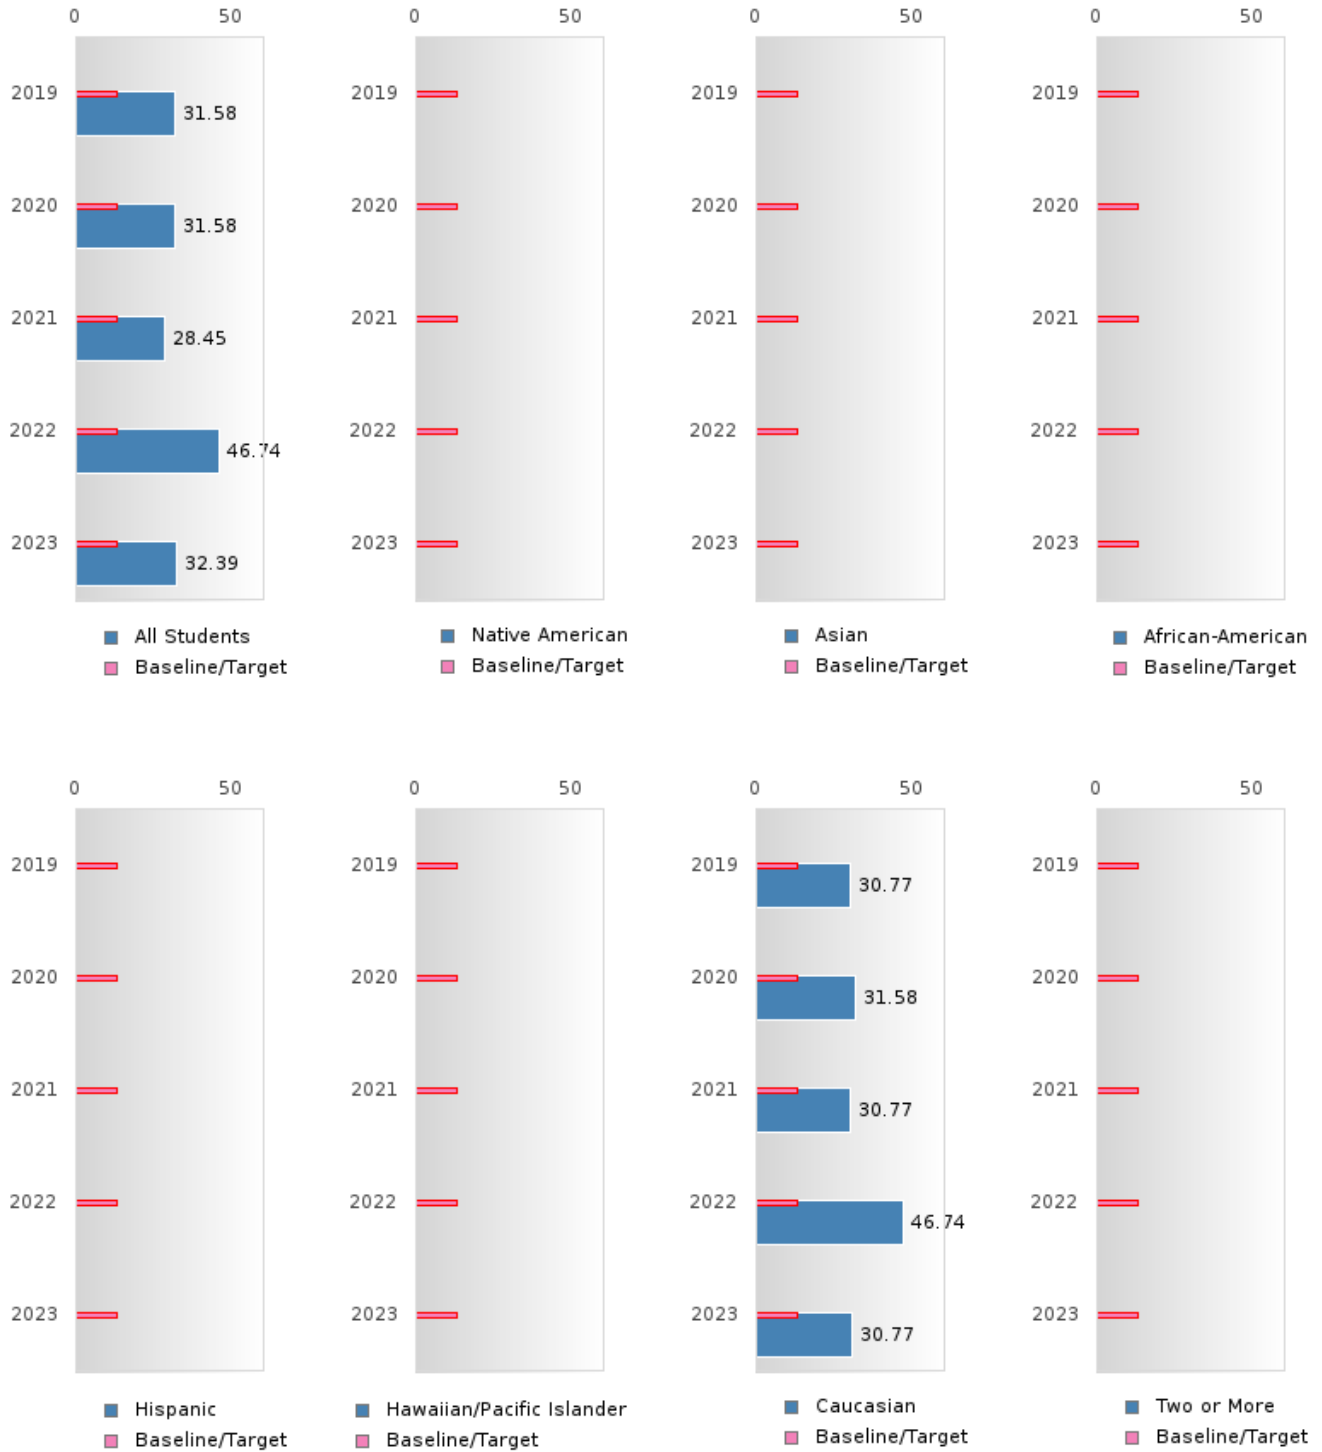 0 50 0 50 0 50 0 50
2019 31.58 2019 2019 2019
2020 31.58 2020 2020 2020
2021 28.45 2021 2021 2021
2022 46.74 2022 2022 2022
2023 32.39 2023 2023 2023
All Students Native American Asian African-American
Baseline/Target Baseline/Target Baseline/Target Baseline/Target
0 50 0 50 0 50 0 50
2019 2019 2019 30.77 2019
2020 2020 2020 31.58 2020
2021 2021 2021 30.77 2021
2022 2022 2022 46.74 2022
2023 2023 2023 30.77 2023
Hispanic Hawaiian/Pacific Islander Caucasian Two or More
Baseline/Target Baseline/Target Baseline/Target Baseline/Target